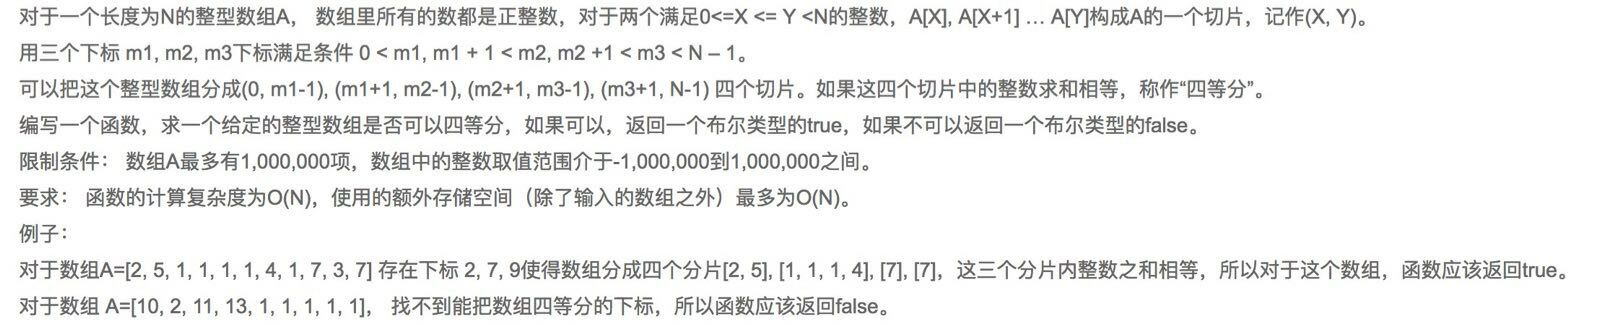 对于一个长度为N的整型数组A， 数组里所有的数都是正整数，对于两个满足0<=X <= Y <N的整数，A[X], A[X+1] … A[Y]构成A的一个切片，记作(X, Y)。
用三个下标 m1, m2, m3下标满足条件 0 < m1, m1 + 1 < m2, m2 +1 < m3 < N – 1。
可以把这个整型数组分成(0, m1-1), (m1+1, m2-1), (m2+1, m3-1), (m3+1, N-1) 四个切片。如果这四个切片中的整数求和相等，称作“四等分”。
编写一个函数，求一个给定的整型数组是否可以四等分，如果可以，返回一个布尔类型的true，如果不可以返回一个布尔类型的false。
限制条件： 数组A最多有1,000,000项，数组中的整数取值范围介于-1,000,000到1,000,000之间。
要求： 函数的计算复杂度为O(N)，使用的额外存储空间（除了输入的数组之外）最多为O(N)。
例子：
对于数组A=[2, 5, 1, 1, 1, 1, 4, 1, 7, 3, 7] 存在下标 2, 7, 9使得数组分成四个分片[2, 5], [1, 1, 1, 4], [7], [7]，这三个分片内整数之和相等，所以对于这个数组，函数应该返回true。
对于数组 A=[10, 2, 11, 13, 1, 1, 1, 1, 1]， 找不到能把数组四等分的下标，所以函数应该返回false。